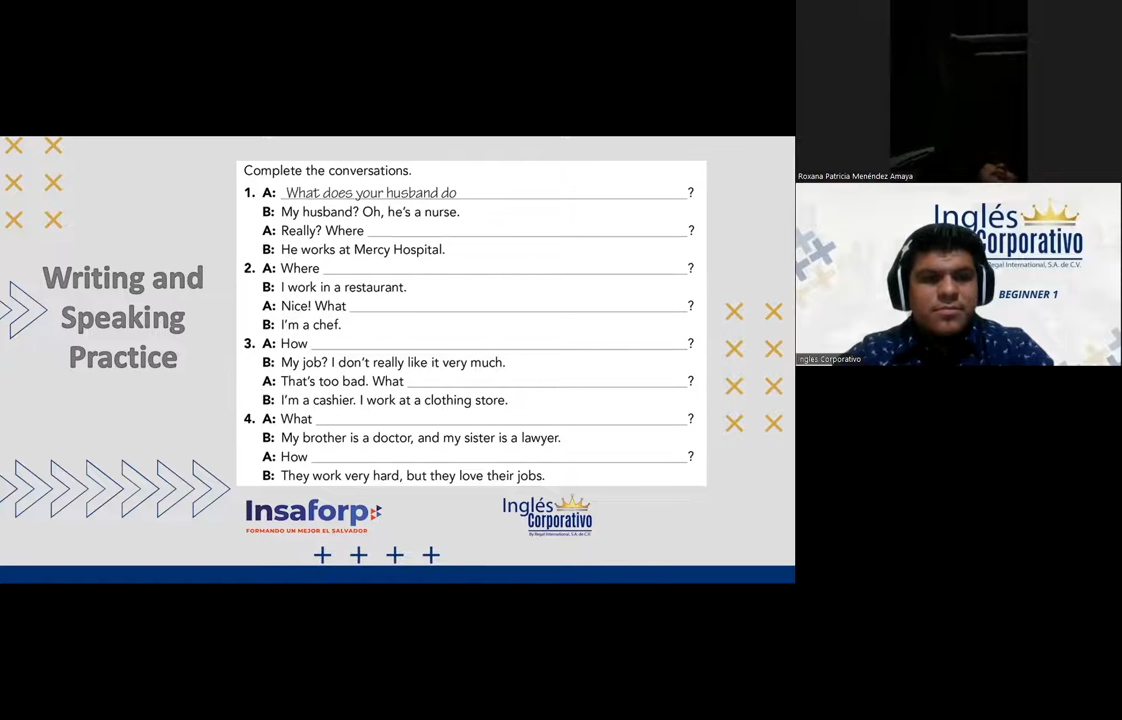 Writing and
Speaking
Practice
Complete the conversations.
1. A: What does your husband do ?
B: My husband? Oh, he's a nurse.
A: Really? Where ?
B: He works at Mercy Hospital.
2. A: Where ?
B: I work in a restaurant.
A: Nice! What ?
B: I'm a chef.
3. A: How ?
B: My job? I don't really like it very much.
A: That's too bad. What ?
B: I'm a cashier. I work at a clothing store.
4. A: What ?
B: My brother is a doctor, and my sister is a lawyer.
A: How ?
B: They work very hard, but they love their jobs.
Insaforp
FORMANDO UN MEJOR EL SALVADOR
Inglés
Corporativo
By Regal International, S.A. de C.V.
Roxana Patricia Menéndez Amaya
Inglés
Corporativo
Regal International, S.A. de C.V.
BEGINNER 1
Inglés Corporativo